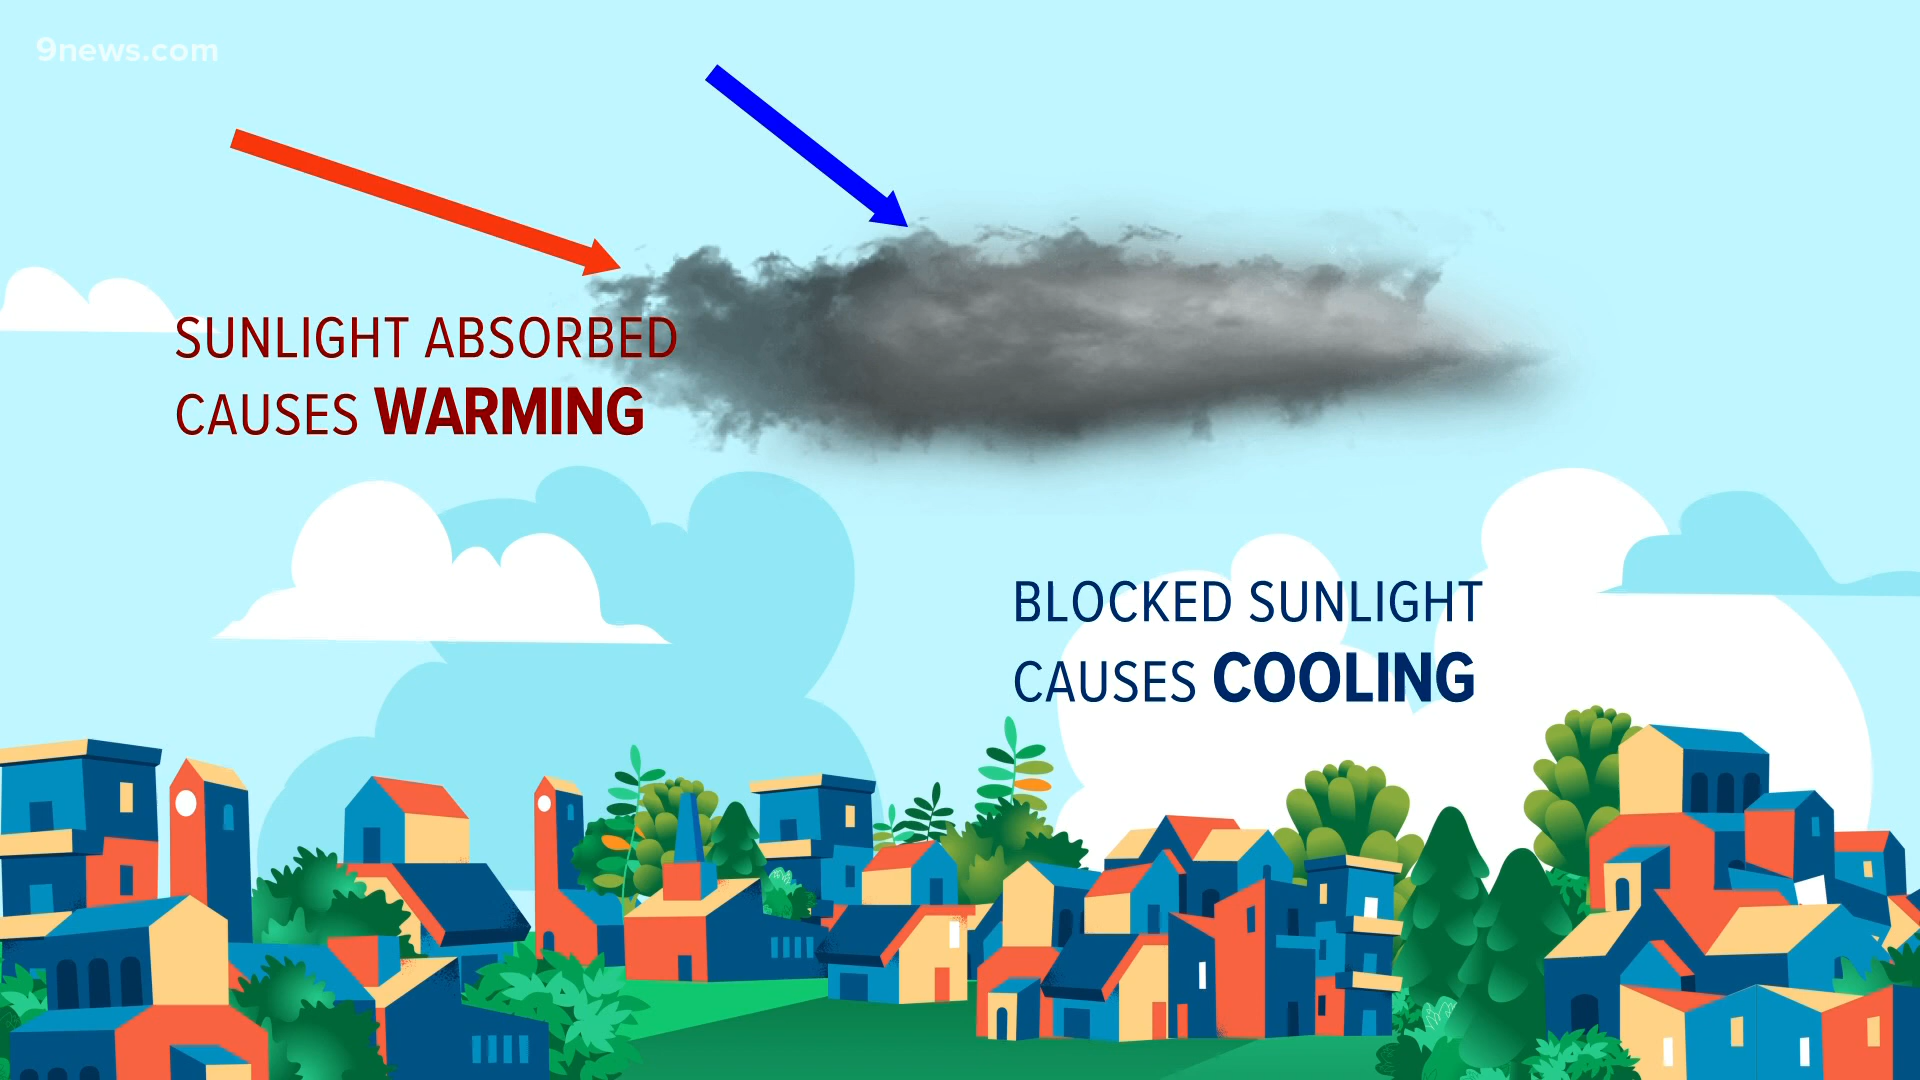 9news.com
SUNLIGHT ABSORBED
CAUSES WARMING
BLOCKED SUNLIGHT
CAUSES COOLING